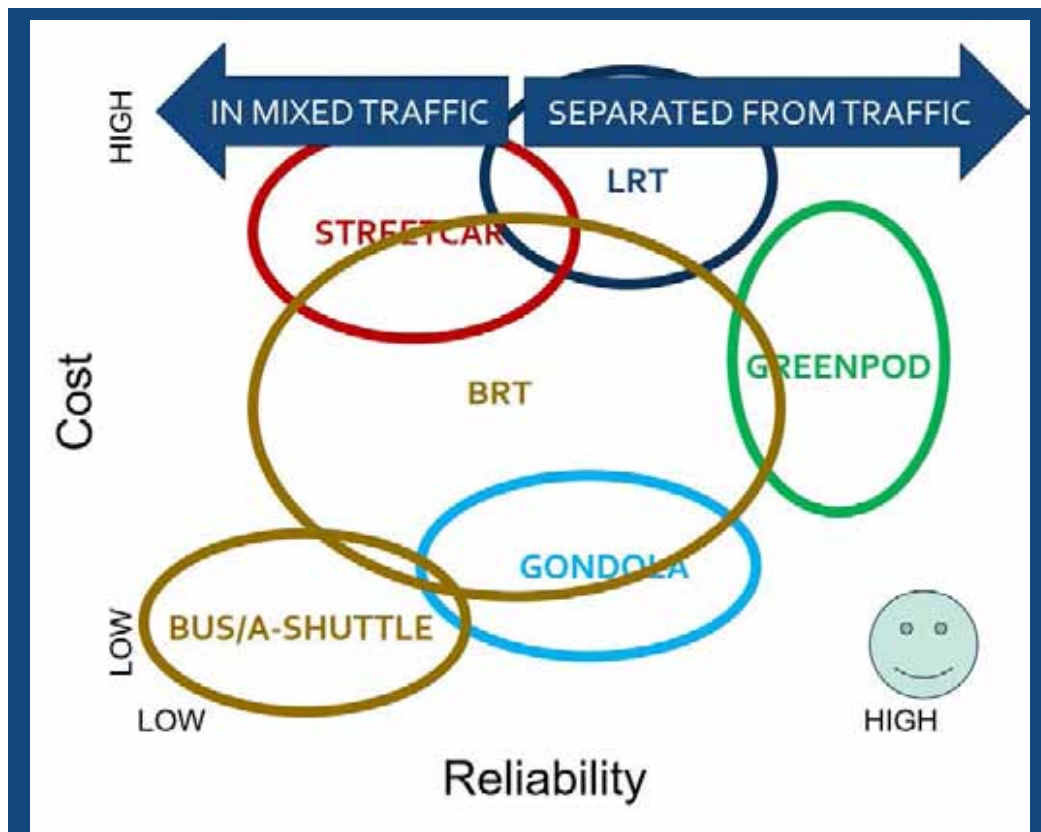 IN MIXED TRAFFIC
SEPARATED FROM TRAFFIC
HIGH
LRT
STREETCAR
GREENPOD
Cost
BRT
GONDOLA
BUS/A-SHUTTLE
LOW
LOW
HIGH
Reliability